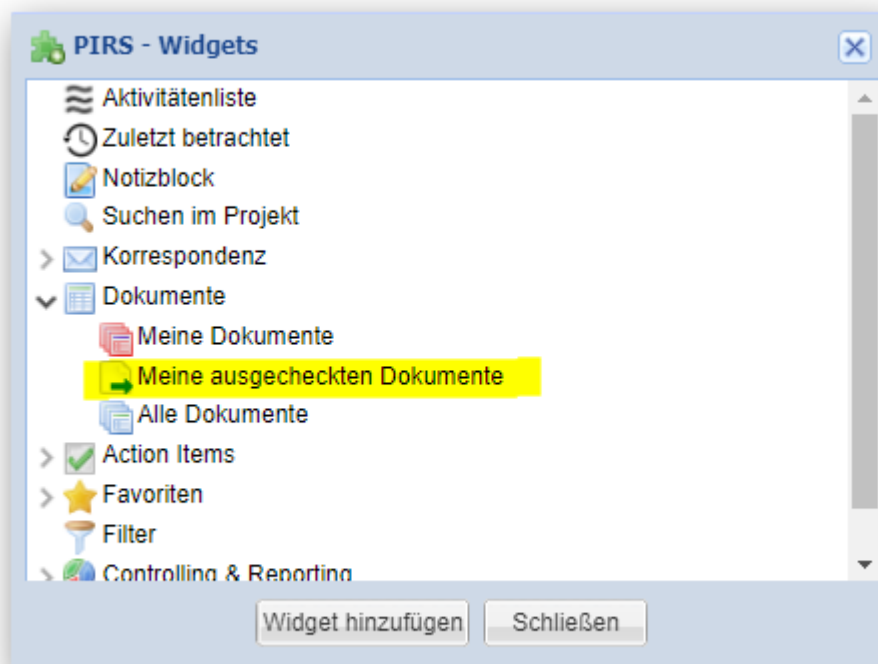 PIRS - Widgets
Aktivitätenliste
Zuletzt betrachtet
Notizblock
Suchen im Projekt
Korrespondenz
Dokumente
Meine Dokumente
Meine ausgecheckten Dokumente
Alle Dokumente
Action Items
Favoriten
Filter
Controlling & Reporting
Widget hinzufügen Schließen